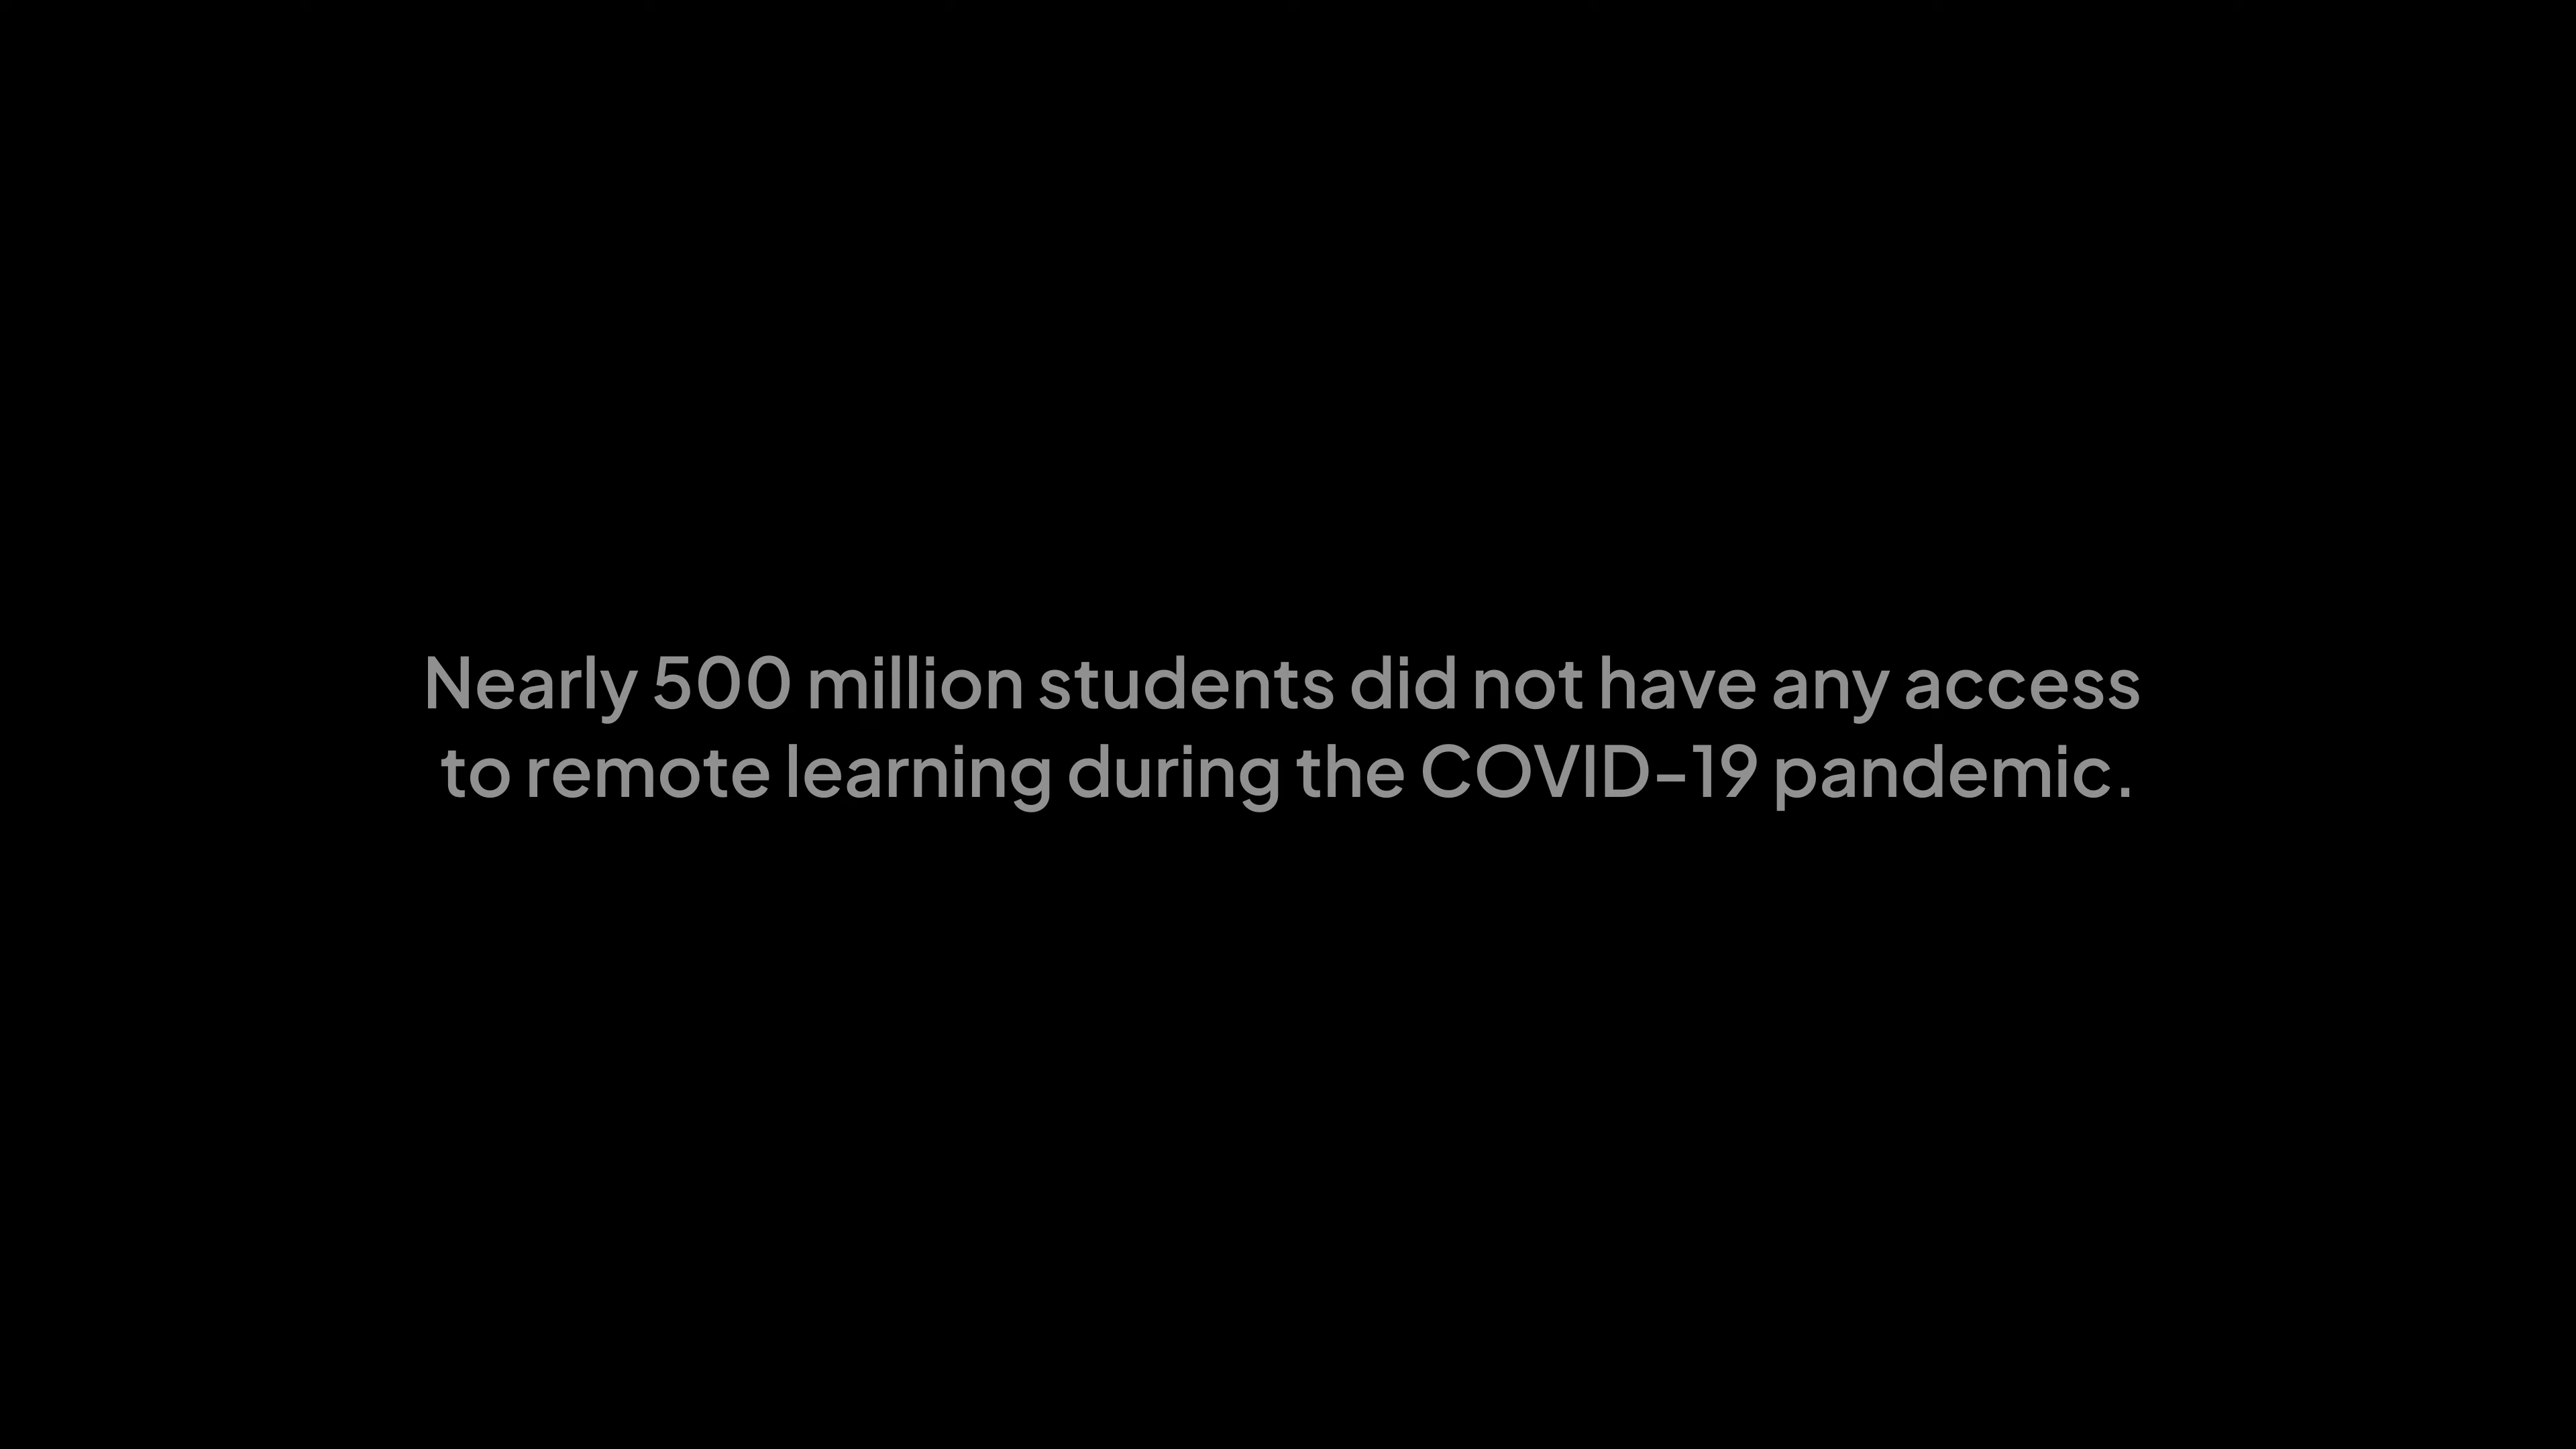 Nearly 500 million students did not have any access
to remote learning during the COVID-19 pandemic.